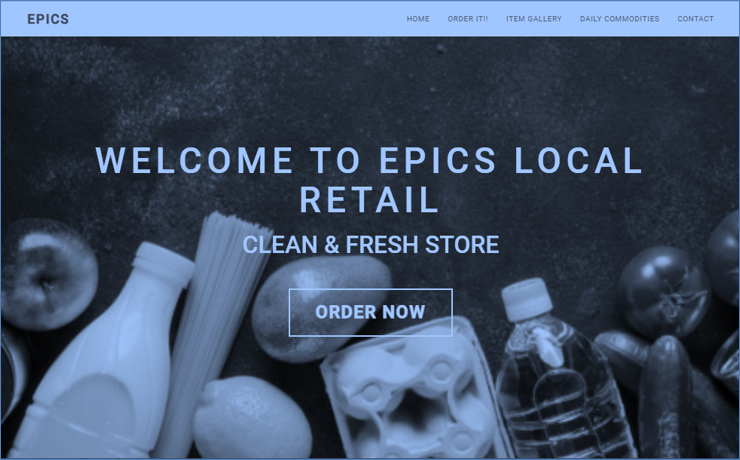 EPICS
HOME ORDER IT!! ITEM GALLERY DAILY COMMODITIES CONTACT
WELCOME TO EPICS LOCAL
RETAIL
CLEAN & FRESH STORE
ORDER NOW